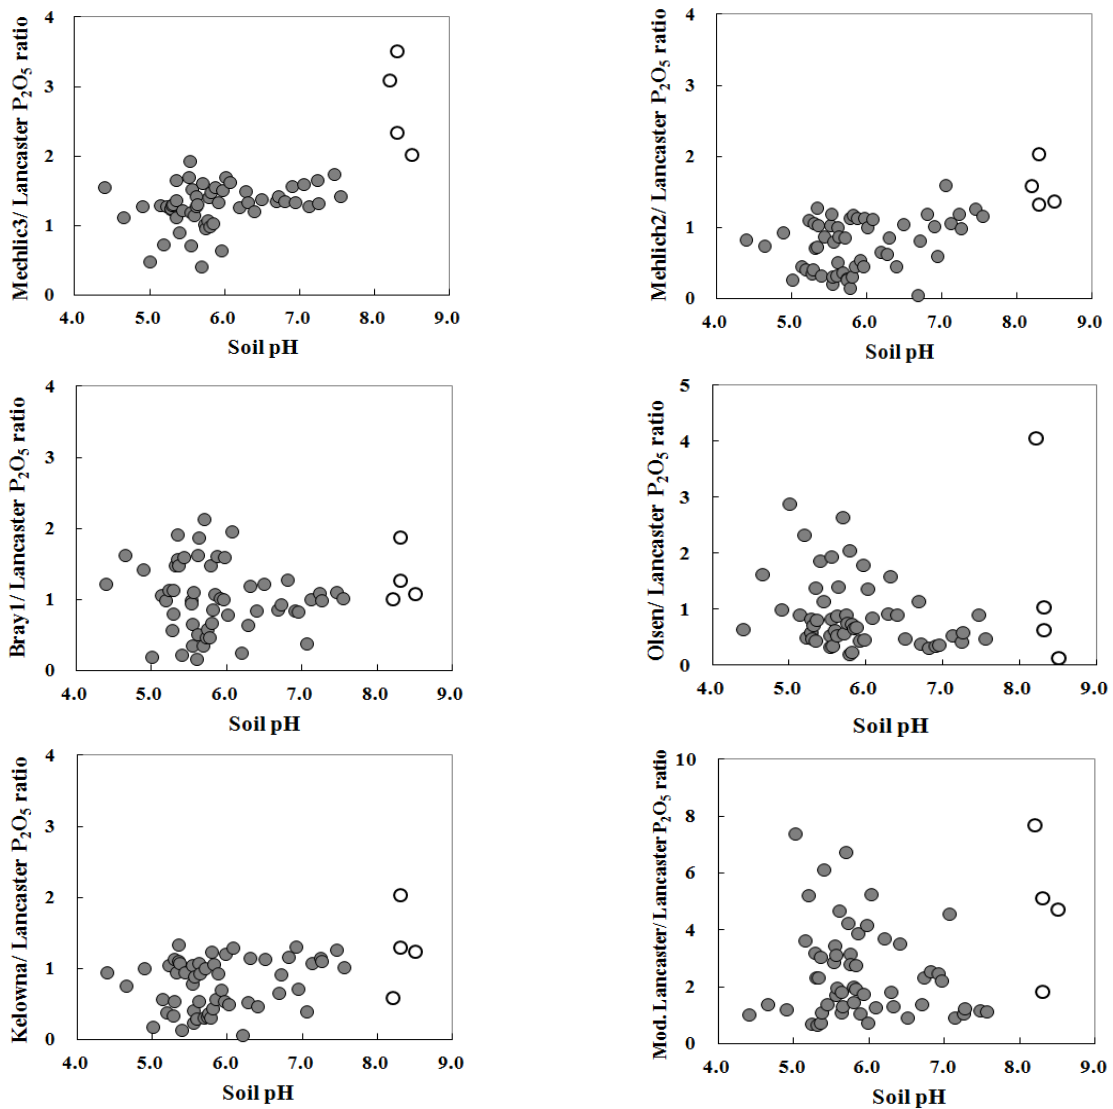 Mechlic3/ Lancaster P₂O₅ ratio
4
3
2
1
0
4.0 5.0 6.0 7.0 8.0 9.0
Soil pH
Mehlich2/ Lancaster P₂O₅ ratio
4
3
2
1
0
4.0 5.0 6.0 7.0 8.0 9.0
Soil pH
Bray1/ Lancaster P₂O₅ ratio
4
3
2
1
0
4.0 5.0 6.0 7.0 8.0 9.0
Soil pH
Olsen/ Lancaster P₂O₅ ratio
5
4
3
2
1
0
4.0 5.0 6.0 7.0 8.0 9.0
Soil pH
Kelowna/ Lancaster P₂O₅ ratio
4
3
2
1
0
4.0 5.0 6.0 7.0 8.0 9.0
Soil pH
Mod. Lancaster/ Lancaster P₂O₅ ratio
10
8
6
4
2
0
4.0 5.0 6.0 7.0 8.0 9.0
Soil pH